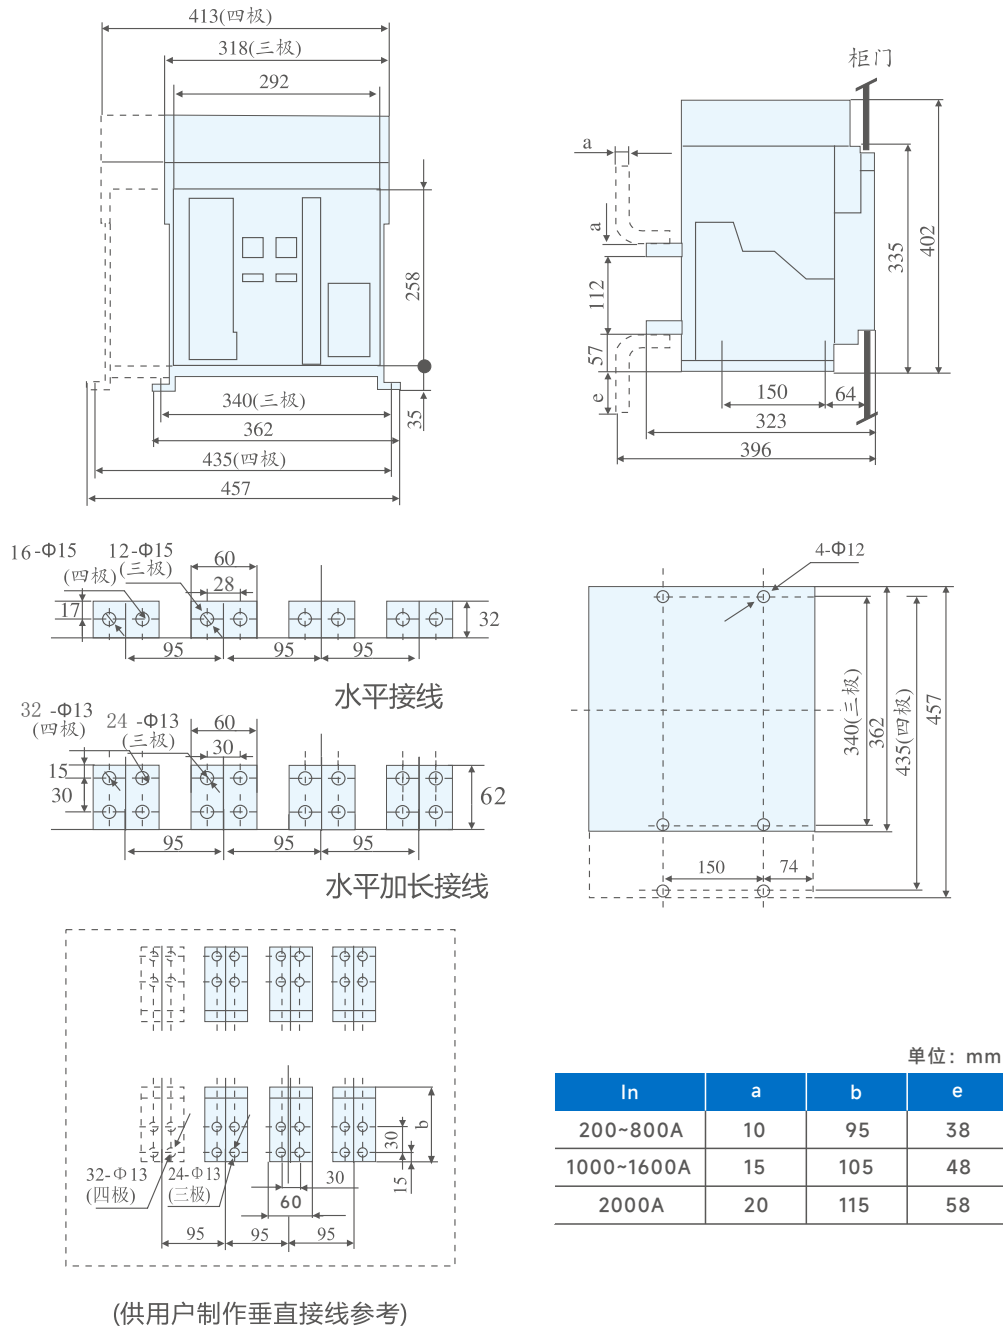 413(四极)
318(三极)
292
258
35
340(三极)
362
435(四极)
457
柜门
a
a
112
57
e
335
402
150
64
323
396
16-Φ15
(四极)
12-Φ15
(三极)
60
28
17
32
95
95
95
水平接线
32 -Φ13
(四极)
24 -Φ13
(三极)
60
30
15
30
62
95
95
95
水平加长接线
4-Φ12
340(三极)
362
435(四极)
457
150
74
32-Φ13
(四极)
24-Φ13
(三极)
30
60
30
15
b
95
95
95
(供用户制作垂直接线参考)
单位：mm
In a b e
200~800A 10 95 38
1000~1600A 15 105 48
2000A 20 115 58